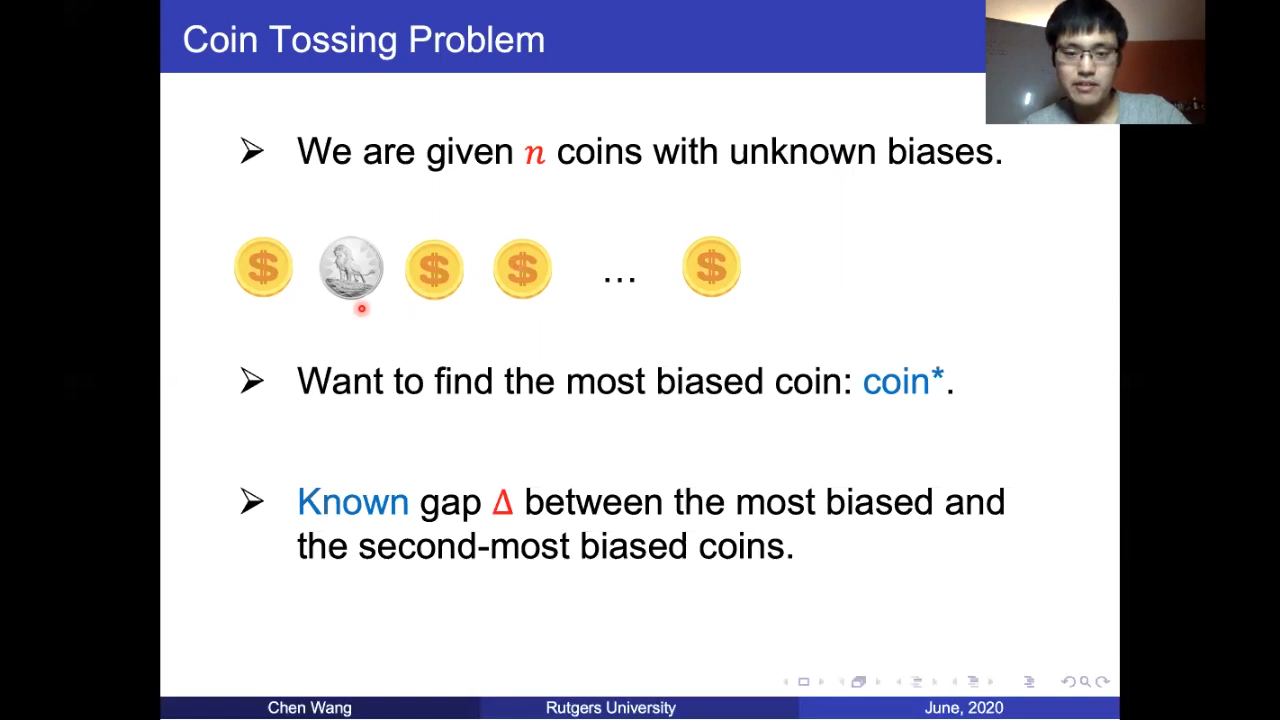 Coin Tossing Problem
➢ We are given n coins with unknown biases.
$ $ $ ... $
➢ Want to find the most biased coin: coin*.
➢ Known gap Δ between the most biased and
the second-most biased coins.
Chen Wang Rutgers University June, 2020